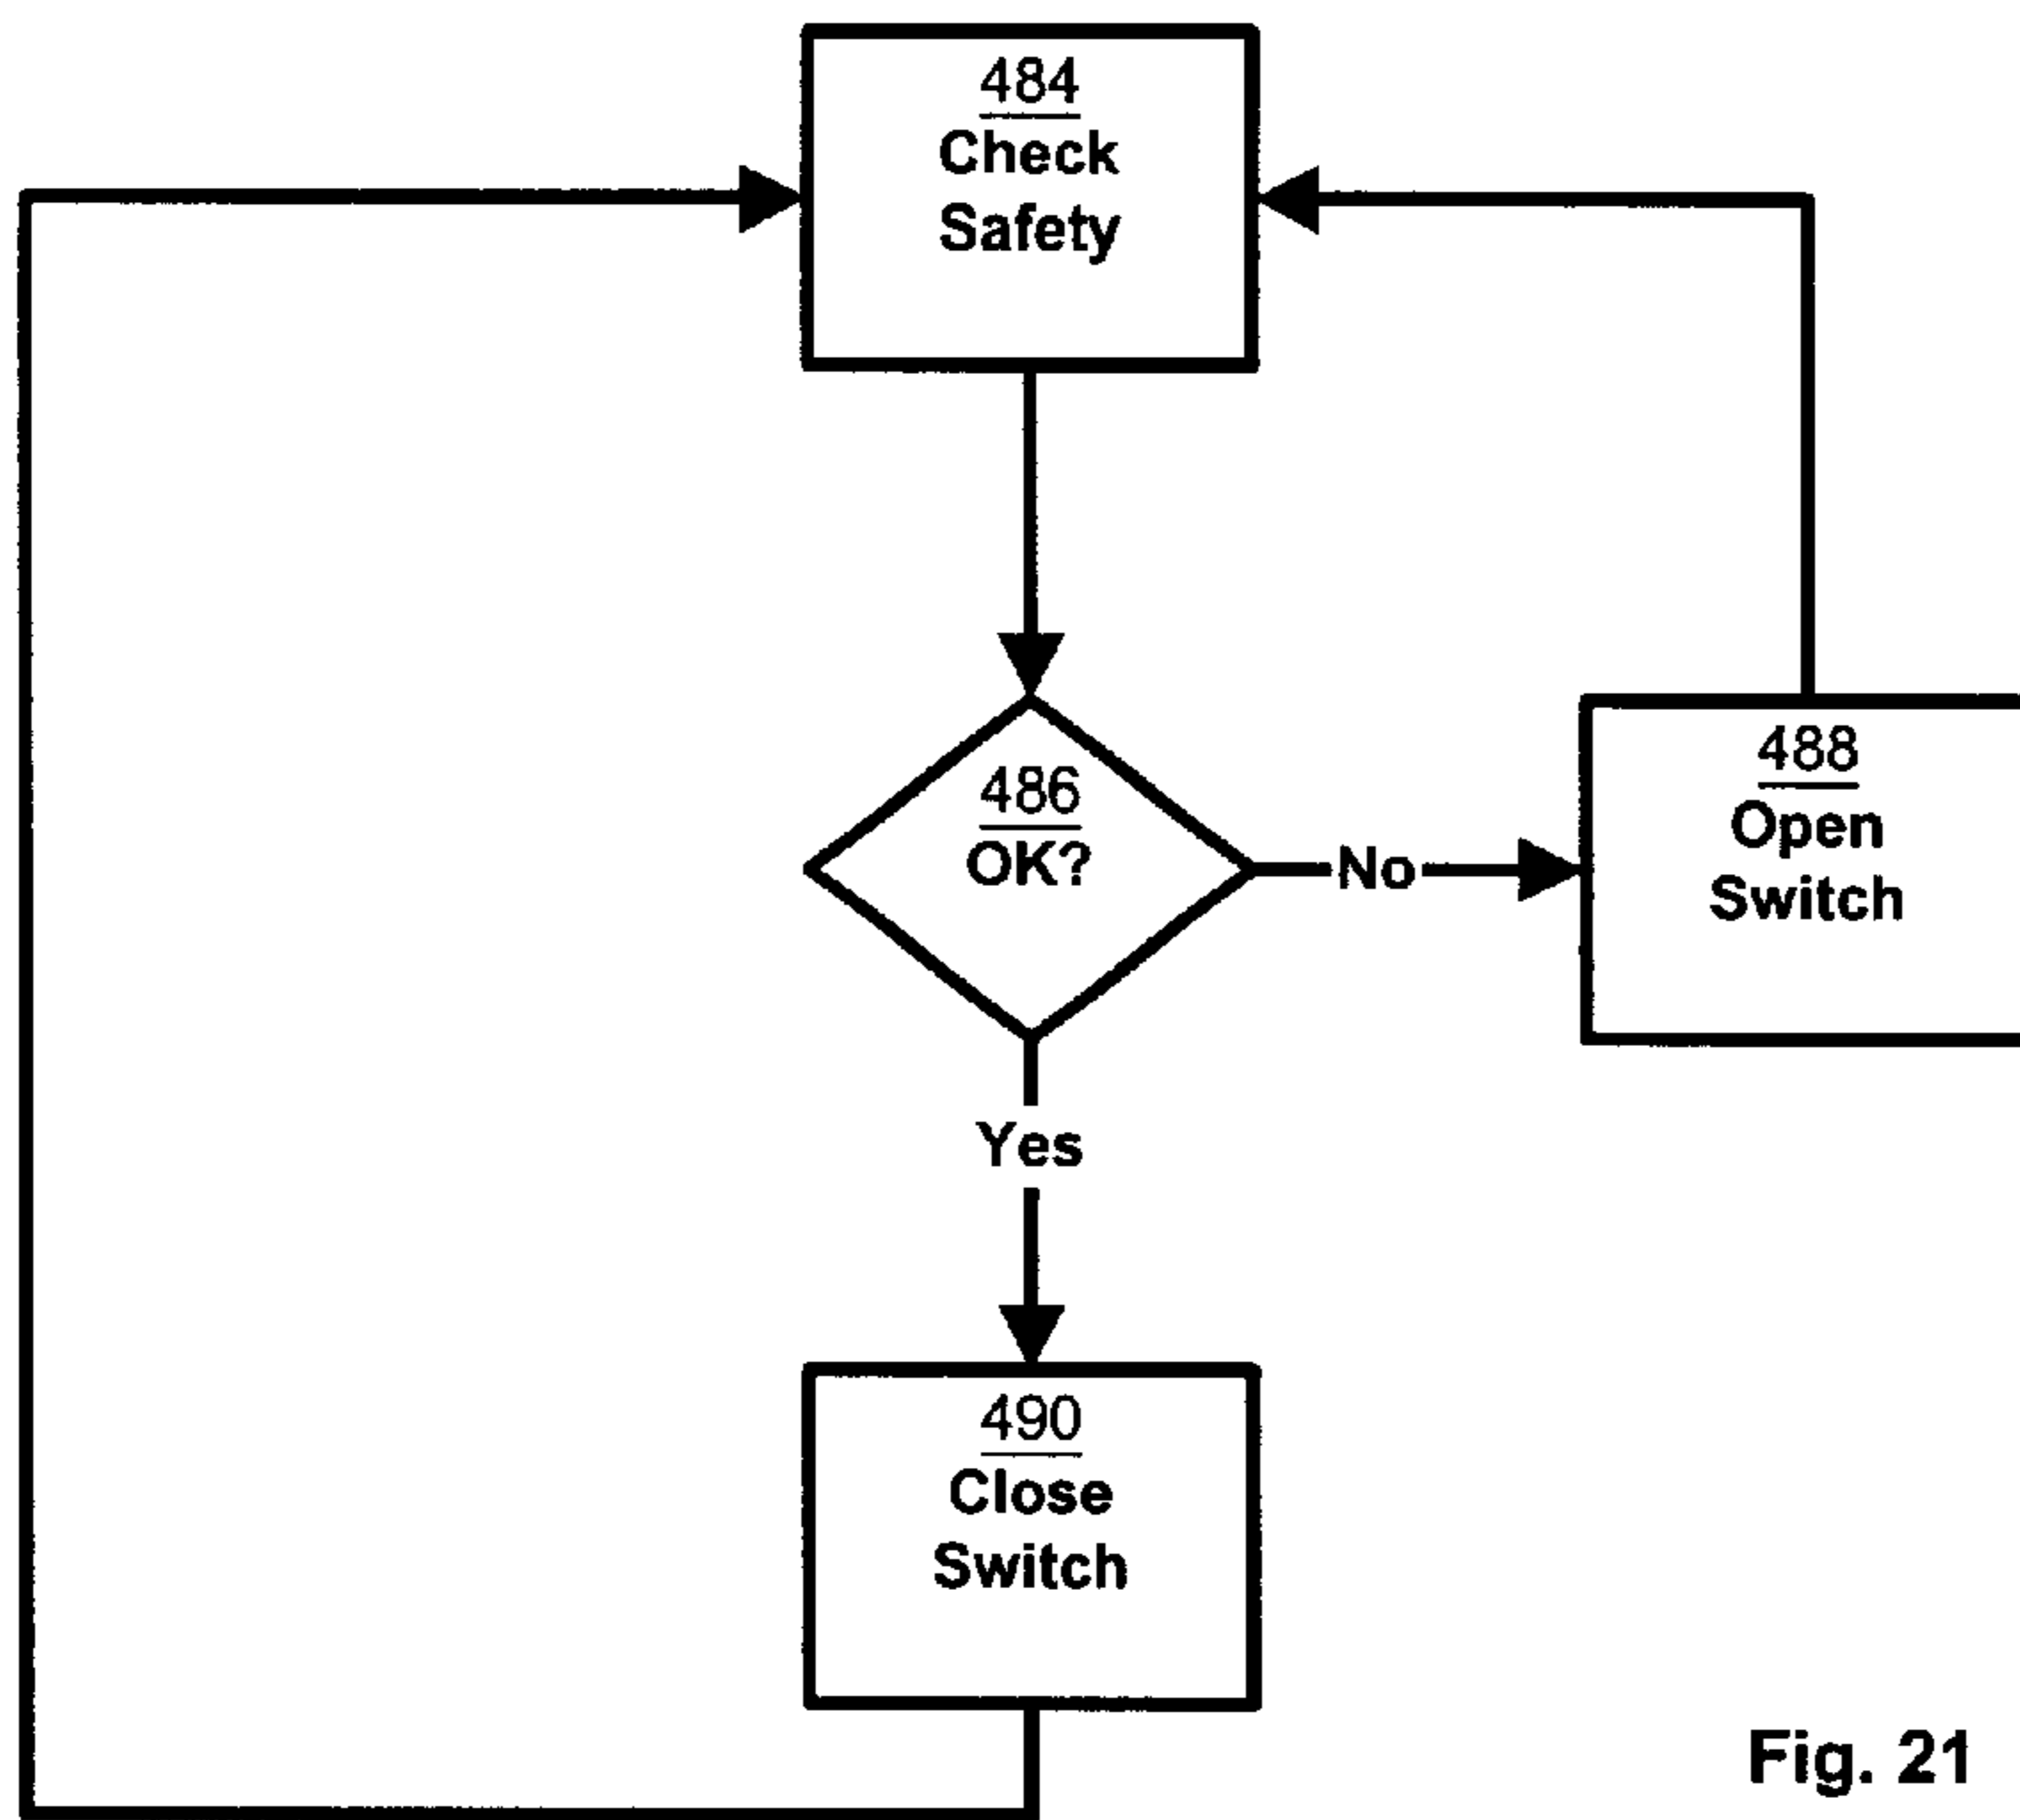 484
Check
Safety
486
OK?
No
488
Open
Switch
Yes
490
Close
Switch
Fig. 21